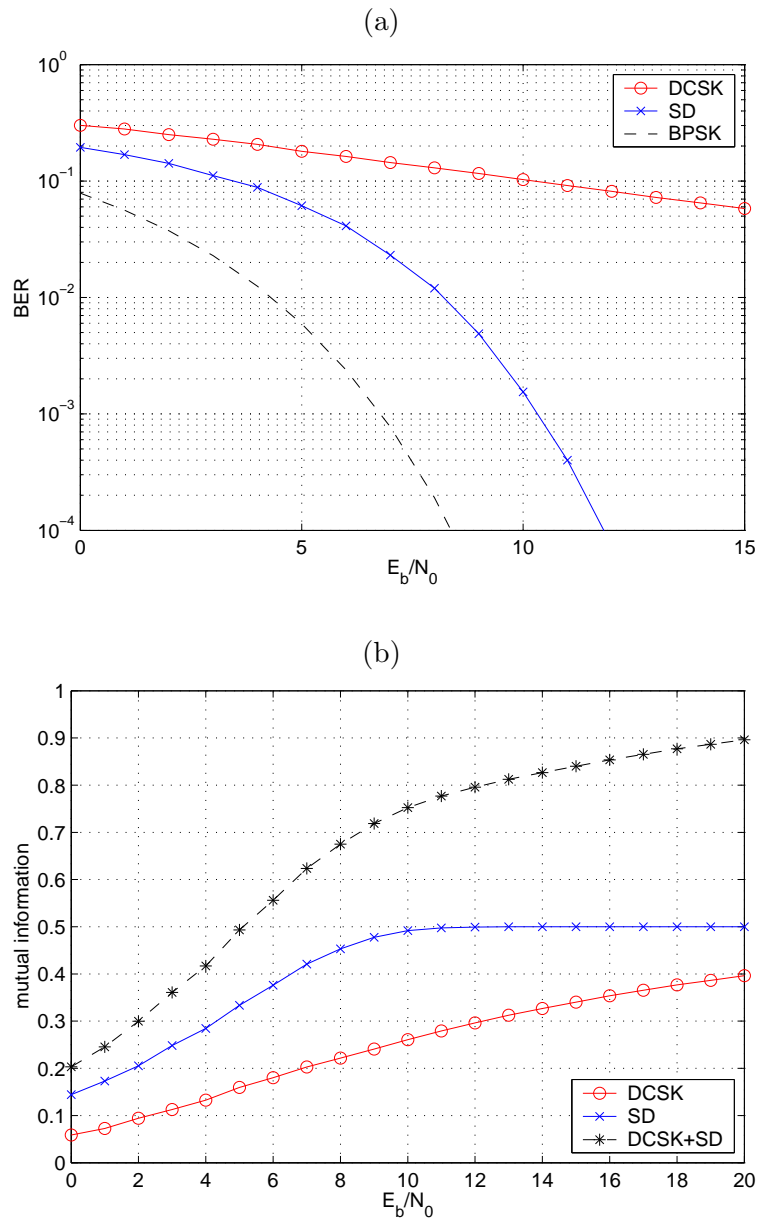 (a)
10^0
10^−1
10^−2
10^−3
10^−4
BER
0
5
10
15
E_b/N_0
DCSK
SD
BPSK
(b)
1
0.9
0.8
0.7
0.6
0.5
0.4
0.3
0.2
0.1
0
mutual information
0 2 4 6 8 10 12 14 16 18 20
E_b/N_0
DCSK
SD
DCSK+SD